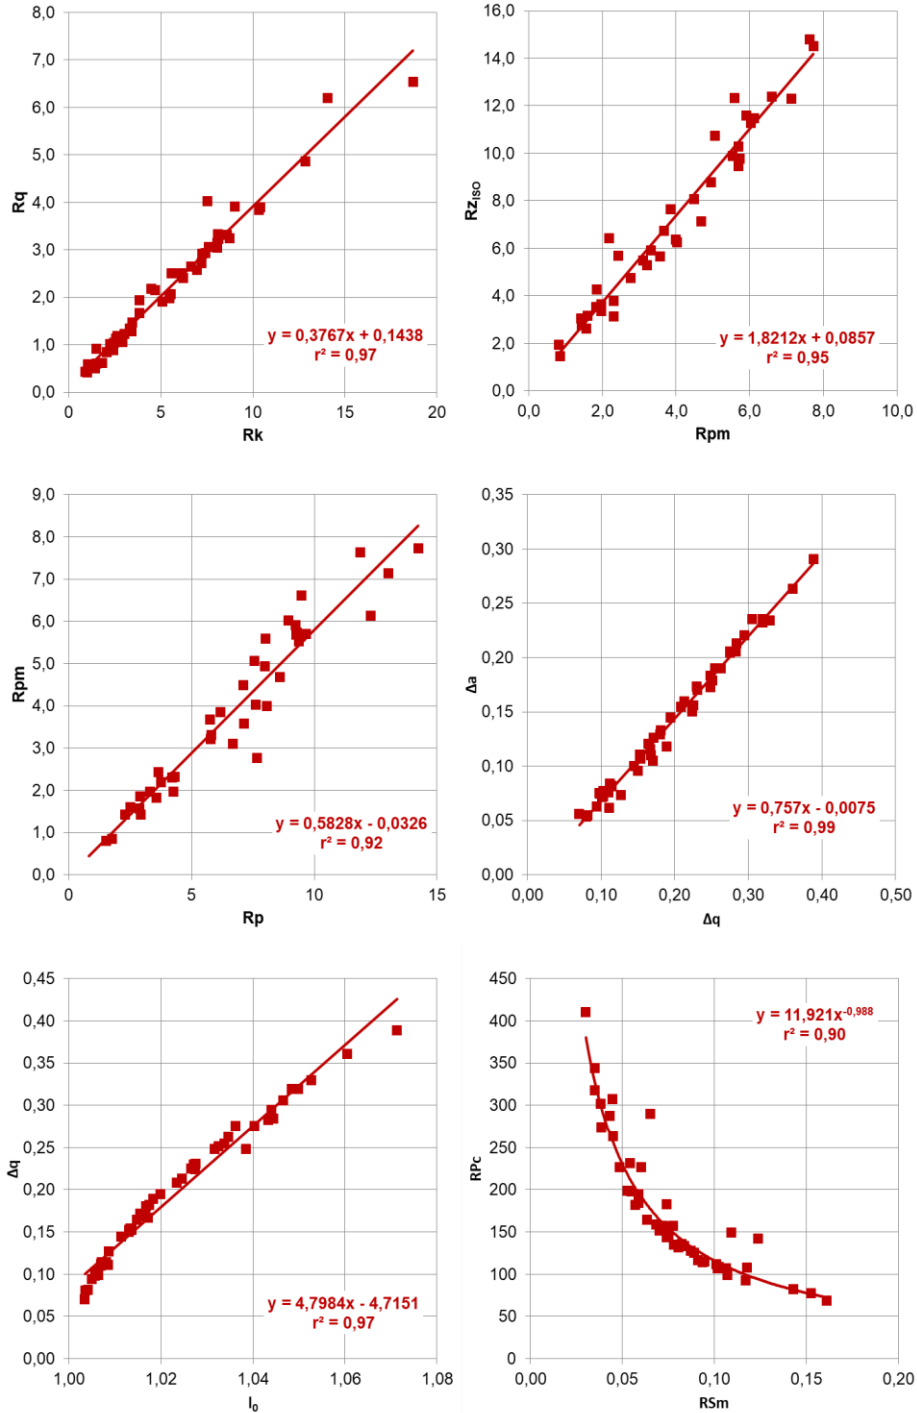 8,0
7,0
6,0
5,0
4,0
3,0
2,0
1,0
0,0
Rq
y = 0,3767x + 0,1438
r² = 0,97
0 5 10 15 20
Rk
16,0
14,0
12,0
10,0
8,0
6,0
4,0
2,0
0,0
RzISO
y = 1,8212x + 0,0857
r² = 0,95
0,0 2,0 4,0 6,0 8,0 10,0
Rpm
9,0
8,0
7,0
6,0
5,0
4,0
3,0
2,0
1,0
0,0
Rpm
y = 0,5828x - 0,0326
r² = 0,92
0 5 10 15
Rp
0,35
0,30
0,25
0,20
0,15
0,10
0,05
0,00
Δa
y = 0,757x - 0,0075
r² = 0,99
0,00 0,10 0,20 0,30 0,40 0,50
Δq
0,45
0,40
0,35
0,30
0,25
0,20
0,15
0,10
0,05
0,00
Δq
y = 4,7984x - 4,7151
r² = 0,97
1,00 1,02 1,04 1,06 1,08
l₀
450
400
350
300
250
200
150
100
50
0
RPc
y = 11,921x⁻⁰,⁹⁸⁸
r² = 0,90
0,00 0,05 0,10 0,15 0,20
RSm